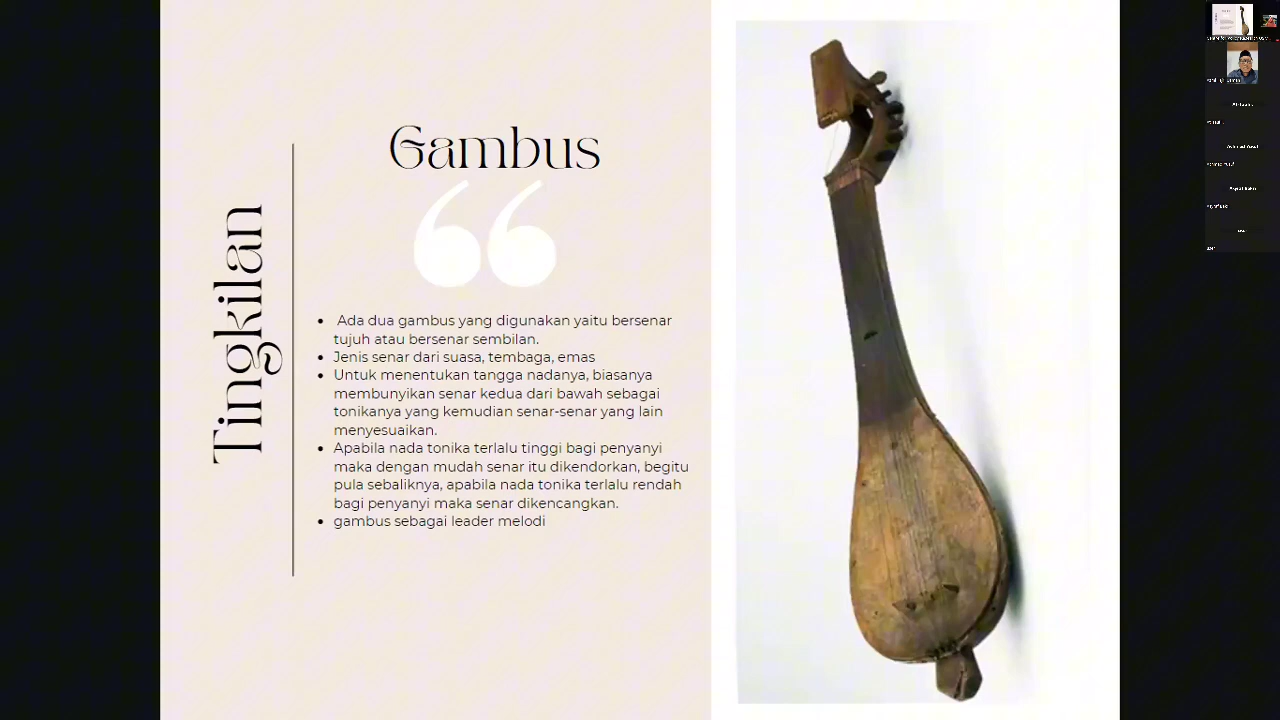 Tingkilan
Gambus
Ada dua gambus yang digunakan yaitu bersenar
tujuh atau bersenar sembilan.
Jenis senar dari suasa, tembaga, emas
Untuk menentukan tangga nadanya, biasanya
membunyikan senar kedua dari bawah sebagai
tonikanya yang kemudian senar-senar yang lain
menyesuaikan.
Apabila nada tonika terlalu tinggi bagi penyanyi
maka dengan mudah senar itu dikendorkan, begitu
pula sebaliknya, apabila nada tonika terlalu rendah
bagi penyanyi maka senar dikencangkan.
gambus sebagai leader melodi